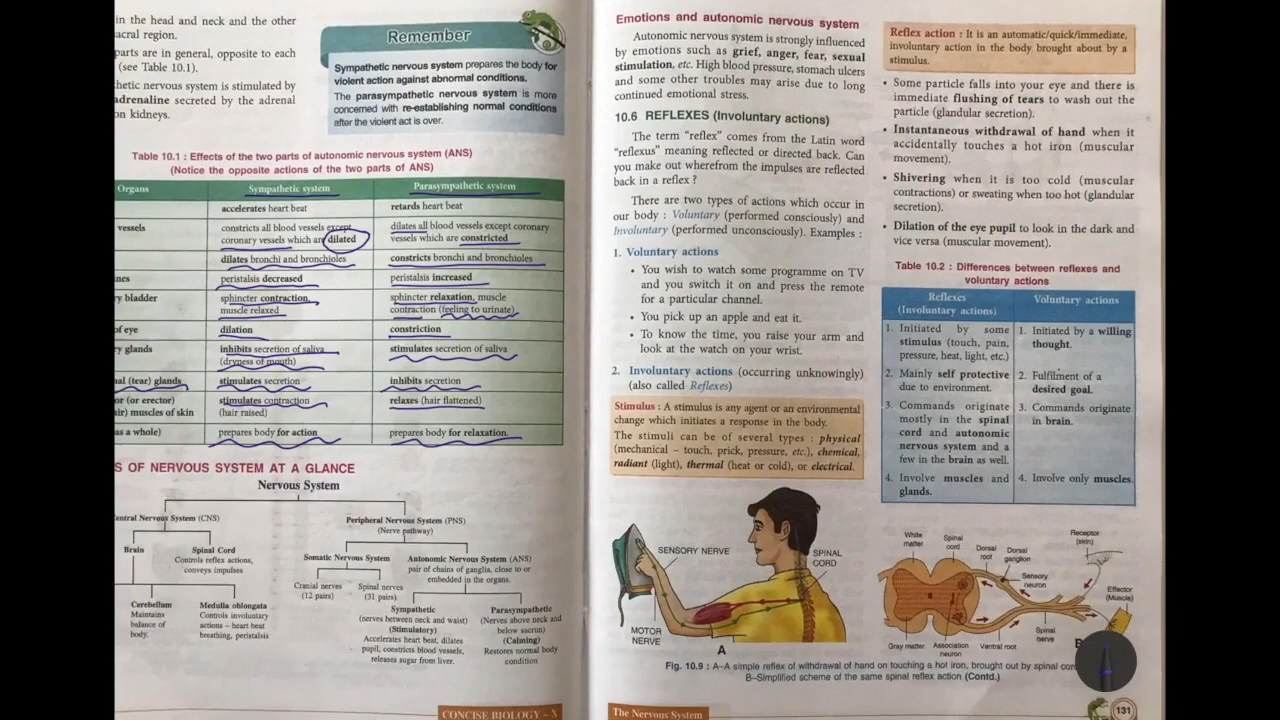 in the head and neck and the other
acral region.
parts are in general, opposite to each
(see Table 10.1).
hetic nervous system is stimulated by
adrenaline secreted by the adrenal
on kidneys.
Remember
Sympathetic nervous system prepares the body for
violent action against abnormal conditions.
The parasympathetic nervous system is more
concerned with re-establishing normal conditions
after the violent act is over.
Table 10.1 : Effects of the two parts of autonomic nervous system (ANS)
(Notice the opposite actions of the two parts of ANS)
Organs Sympathetic system Parasympathetic system
accelerates heart beat retards heart beat
vessels constricts all blood vessels except dilates all blood vessels except coronary
coronary vessels which are dilated vessels which are constricted
dilates bronchi and bronchioles constricts bronchi and bronchioles
nes peristalsis decreased peristalsis increased
ry bladder sphincter contraction, sphincter relaxation, muscle
muscle relaxed contraction (feeling to urinate)
of eye dilation constriction
ry glands inhibits secretion of saliva stimulates secretion of saliva
(dryness of mouth)
nal (tear) glands stimulates secretion inhibits secretion
or (or erector) stimulates contraction relaxes (hair flattened)
air) muscles of skin (hair raised)
as a whole) prepares body for action prepares body for relaxation.
S OF NERVOUS SYSTEM AT A GLANCE
Nervous System
entral Nervous System (CNS) Peripheral Nervous System (PNS)
(Nerve pathway)
Brain Spinal Cord
Controls reflex actions,
conveys impulses
Somatic Nervous System Autonomic Nervous System (ANS)
pair of chains of ganglia, close to or
embedded in the organs.
Cranial nerves Spinal nerves
(12 pairs) (31 pairs)
Cerebellum Medulla oblongata
Maintains Controls involuntary
balance of actions – heart beat
body. breathing, peristalsis
Sympathetic Parasympathetic
(nerves between neck and waist) (Nerves above neck and
(Stimulatory) below sacrun)
Accelerates heart beat, dilates (Calming)
pupil, constricts blood vessels, Restores normal body
releases sugar from liver. condition
CONCISE BIOLOGY – X
Emotions and autonomic nervous system
Autonomic nervous system is strongly influenced
by emotions such as grief, anger, fear, sexual
stimulation, etc. High blood pressure, stomach ulcers
and some other troubles may arise due to long
continued emotional stress.
10.6 REFLEXES (Involuntary actions)
The term "reflex" comes from the Latin word
"reflexus" meaning reflected or directed back. Can
you make out wherefrom the impulses are reflected
back in a reflex ?
There are two types of actions which occur in
our body : Voluntary (performed consciously) and
Involuntary (performed unconsciously). Examples :
1. Voluntary actions
• You wish to watch some programme on TV
and you switch it on and press the remote
for a particular channel.
• You pick up an apple and eat it.
• To know the time, you raise your arm and
look at the watch on your wrist.
2. Involuntary actions (occurring unknowingly)
(also called Reflexes)
Stimulus : A stimulus is any agent or an environmental
change which initiates a response in the body.
The stimuli can be of several types : physical
(mechanical – touch, prick, pressure, etc.), chemical,
radiant (light), thermal (heat or cold), or electrical.
Reflex action : It is an automatic/quick/immediate,
involuntary action in the body brought about by a
stimulus.
• Some particle falls into your eye and there is
immediate flushing of tears to wash out the
particle (glandular secretion).
• Instantaneous withdrawal of hand when it
accidentally touches a hot iron (muscular
movement).
• Shivering when it is too cold (muscular
contractions) or sweating when too hot (glandular
secretion).
• Dilation of the eye pupil to look in the dark and
vice versa (muscular movement).
Table 10.2 : Differences between reflexes and
voluntary actions
Reflexes Voluntary actions
(Involuntary actions)
1. Initiated by some 1. Initiated by a willing
stimulus (touch, pain, thought.
pressure, heat, light, etc.)
2. Mainly self protective 2. Fulfilment of a
due to environment. desired goal.
3. Commands originate 3. Commands originate
mostly in the spinal in brain.
cord and autonomic
nervous system and a
few in the brain as well.
4. Involve muscles and 4. Involve only muscles.
glands.
SENSORY NERVE
SPINAL
CORD
MOTOR
NERVE
A
White
matter
Spinal
cord
Dorsal
root
Dorsal
ganglion
Receptor
(skin)
Sensory
neuron
Effector
(Muscle)
Spinal
nerve
Gray matter
Association
neuron
Ventral root
B
Fig. 10.9 : A–A simple reflex of withdrawal of hand on touching a hot iron, brought out by spinal
B–Simplified scheme of the same spinal reflex action (Contd.)
The Nervous System
131